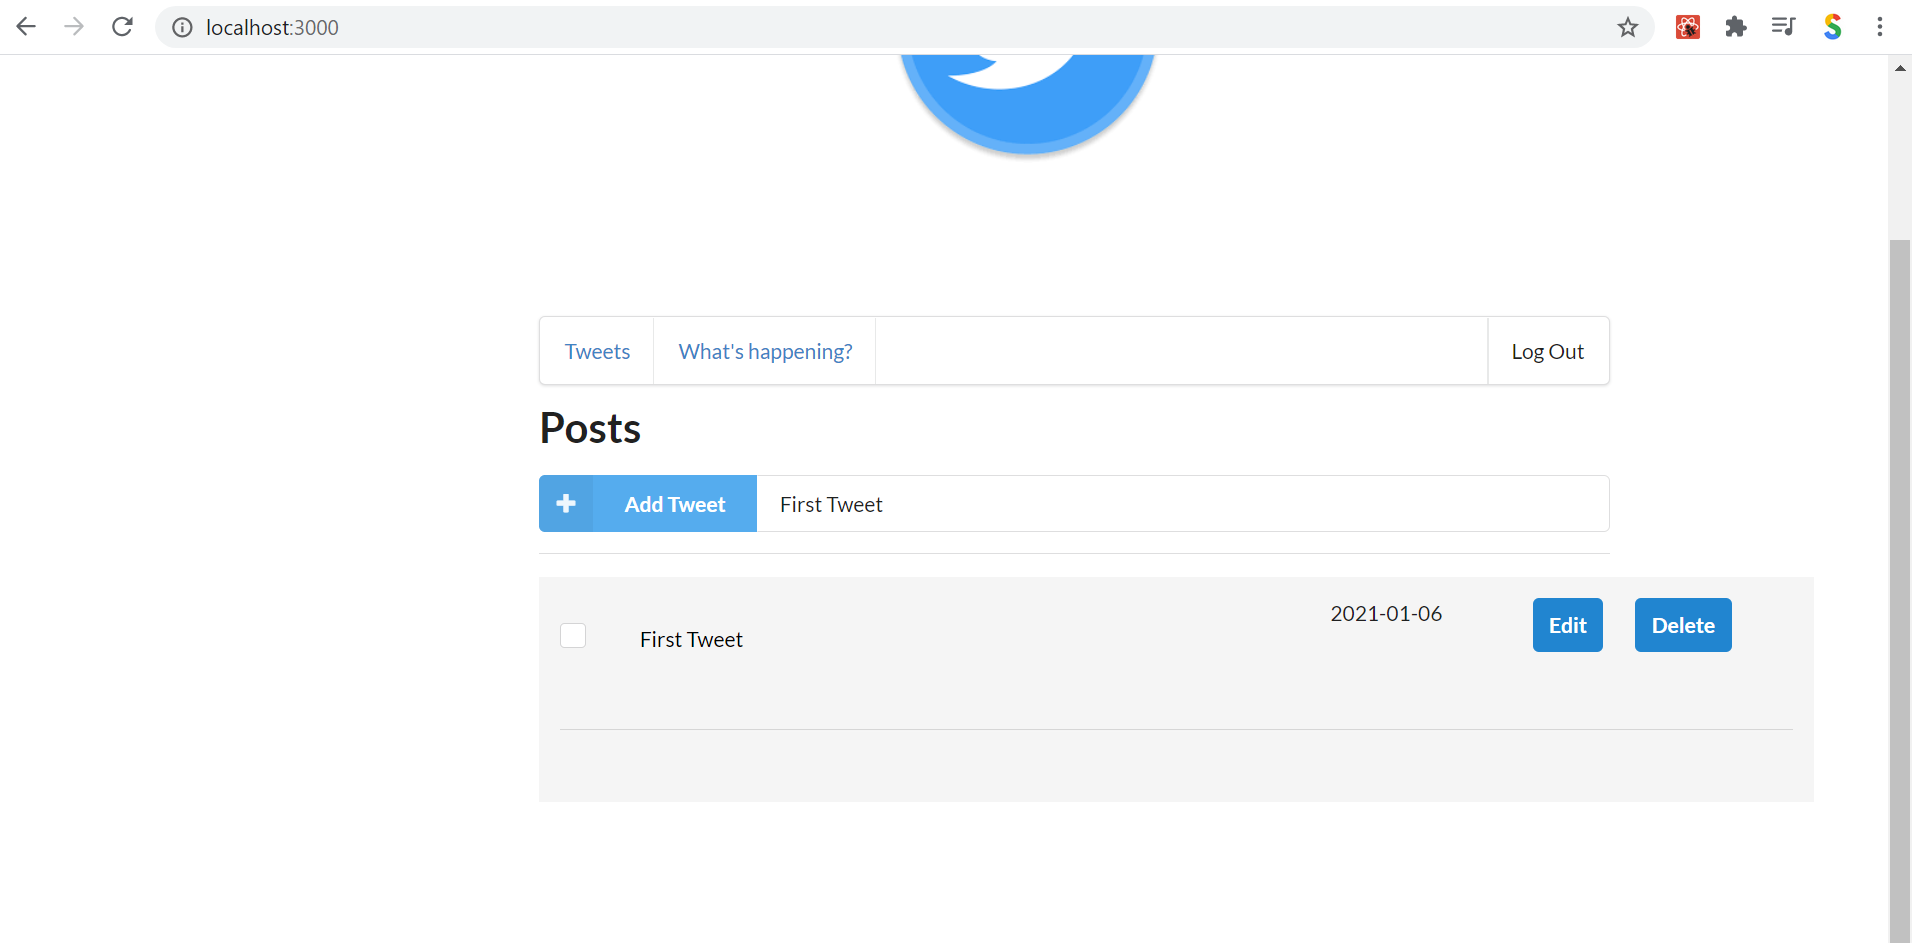 localhost:3000
Tweets What's happening? Log Out
Posts
Add Tweet First Tweet
2021-01-06
First Tweet Edit Delete